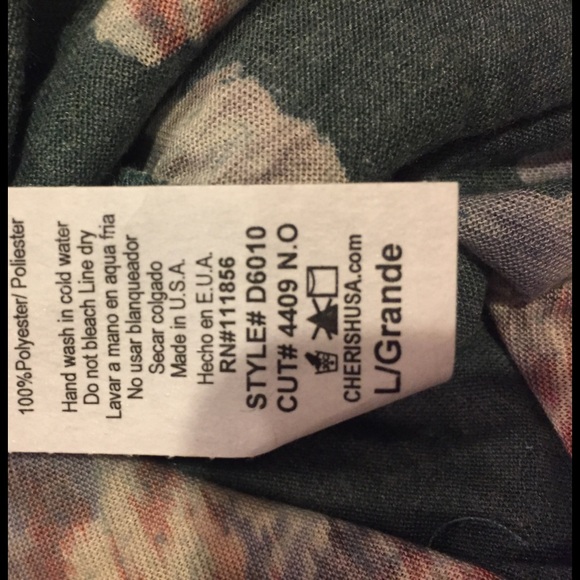 100%Polyester/ Poliester
Hand wash in cold water
Do not bleach Line dry
Lavar a mano en aqua fria
No usar blanqueador
Secar colgado
Made in U.S.A.
Hecho en E.U.A.
RN#111856
STYLE# D6010
CUT# 4409 N.O
CHERISHUSA.com
L/Grande